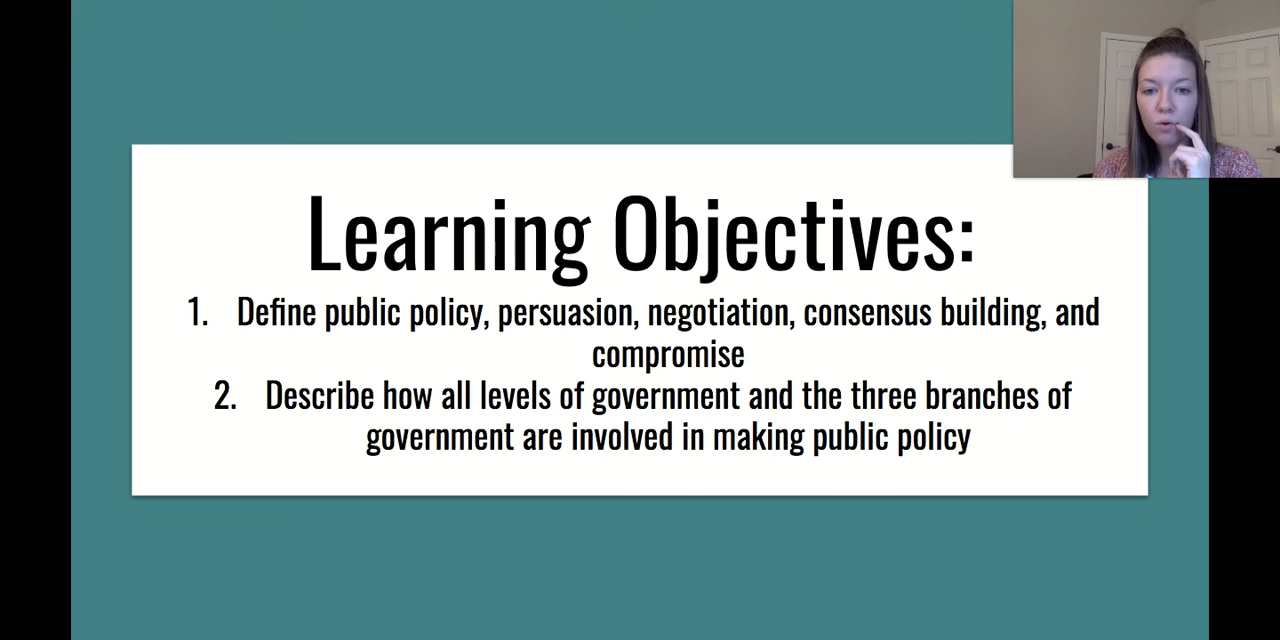 Learning Objectives:
1. Define public policy, persuasion, negotiation, consensus building, and
compromise
2. Describe how all levels of government and the three branches of
government are involved in making public policy